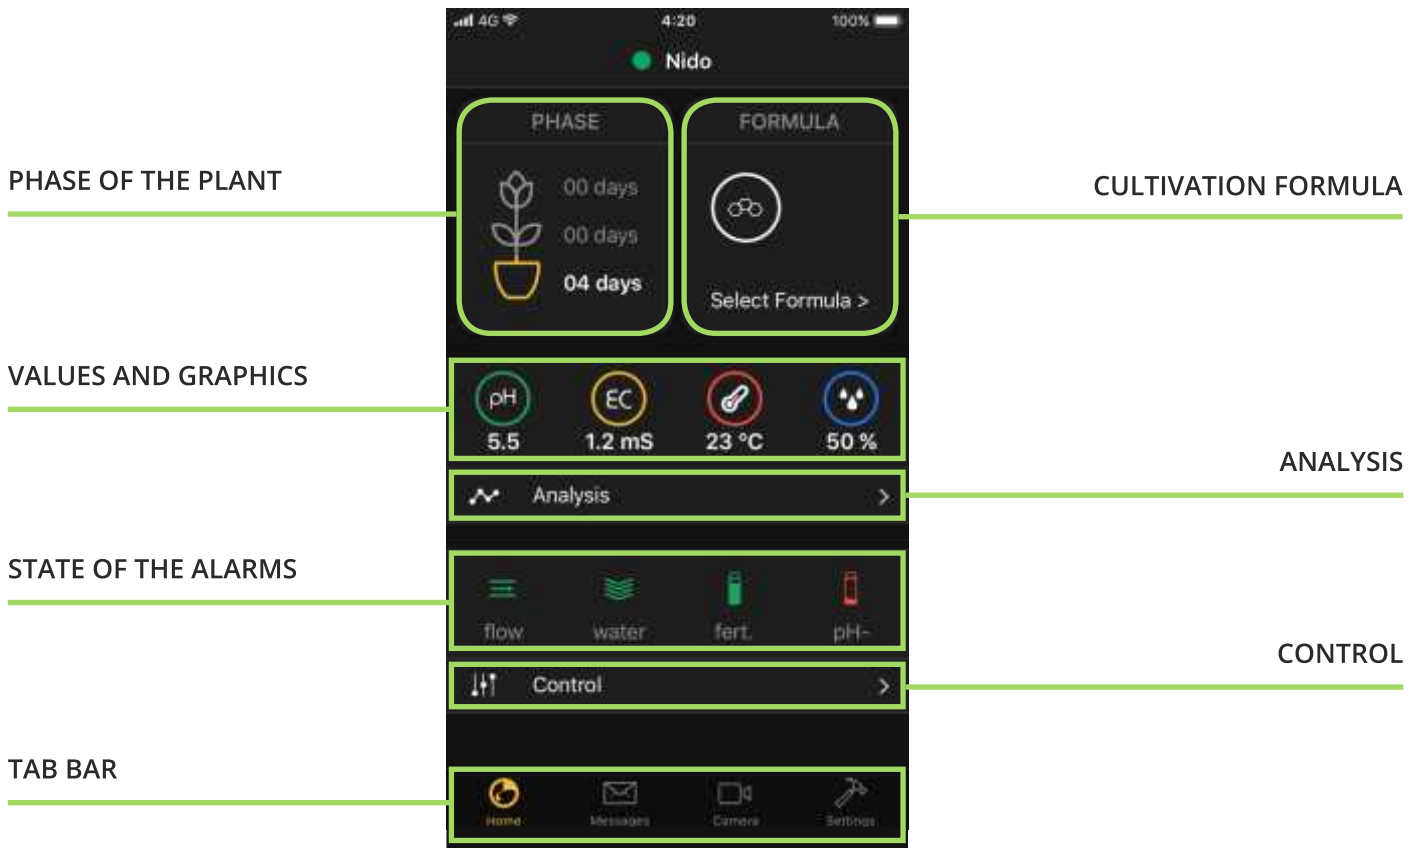 4G 4:20 100%
Nido
PHASE
FORMULA
PHASE OF THE PLANT
CULTIVATION FORMULA
00 days
00 days
04 days
Select Formula >
VALUES AND GRAPHICS
pH EC
5.5 1.2 mS 23 °C 50 %
ANALYSIS
Analysis >
STATE OF THE ALARMS
flow water fert. pH-
CONTROL
Control >
TAB BAR
Home Messages Camera Settings